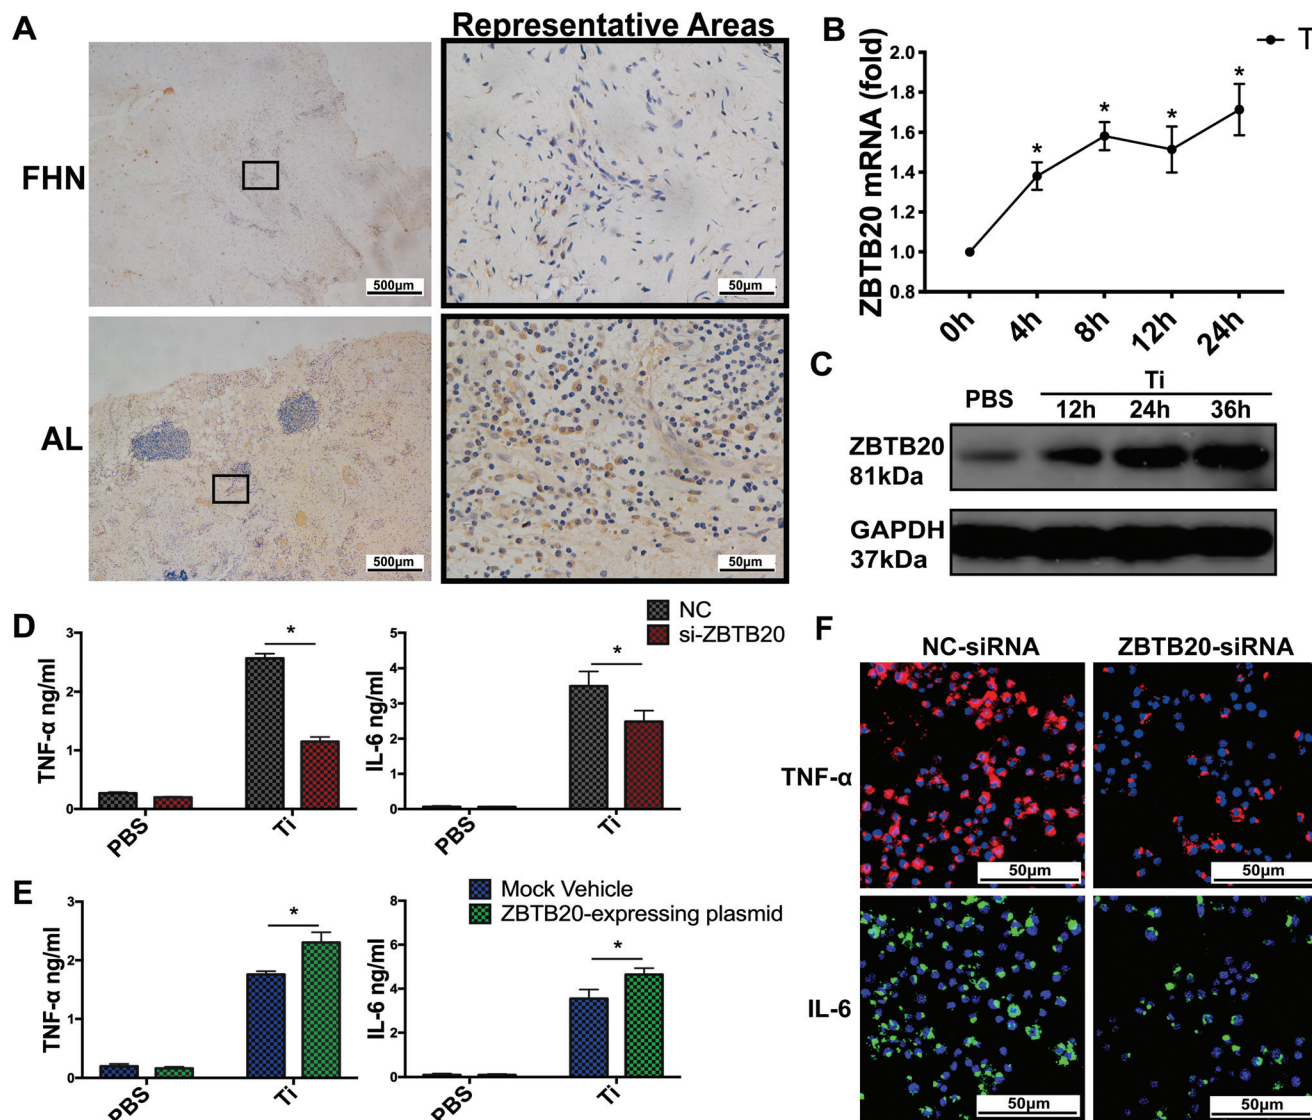 A
Representative Areas
FHN
500µm
50µm
AL
500µm
50µm
B
T
ZBTB20 mRNA (fold)
2.0
1.8
1.6
1.4
1.2
1.0
0.8
*
*
*
*
0h
4h
8h
12h
24h
C
Ti
PBS
12h
24h
36h
ZBTB20
81kDa
GAPDH
37kDa
D
NC
si-ZBTB20
TNF-α ng/ml
3
2
1
0
*
PBS
Ti
IL-6 ng/ml
5
4
3
2
1
0
*
PBS
Ti
E
Mock Vehicle
ZBTB20-expressing plasmid
TNF-α ng/ml
3
2
1
0
*
PBS
Ti
IL-6 ng/ml
6
4
2
0
*
PBS
Ti
F
NC-siRNA
ZBTB20-siRNA
TNF-α
50µm
50µm
IL-6
50µm
50µm